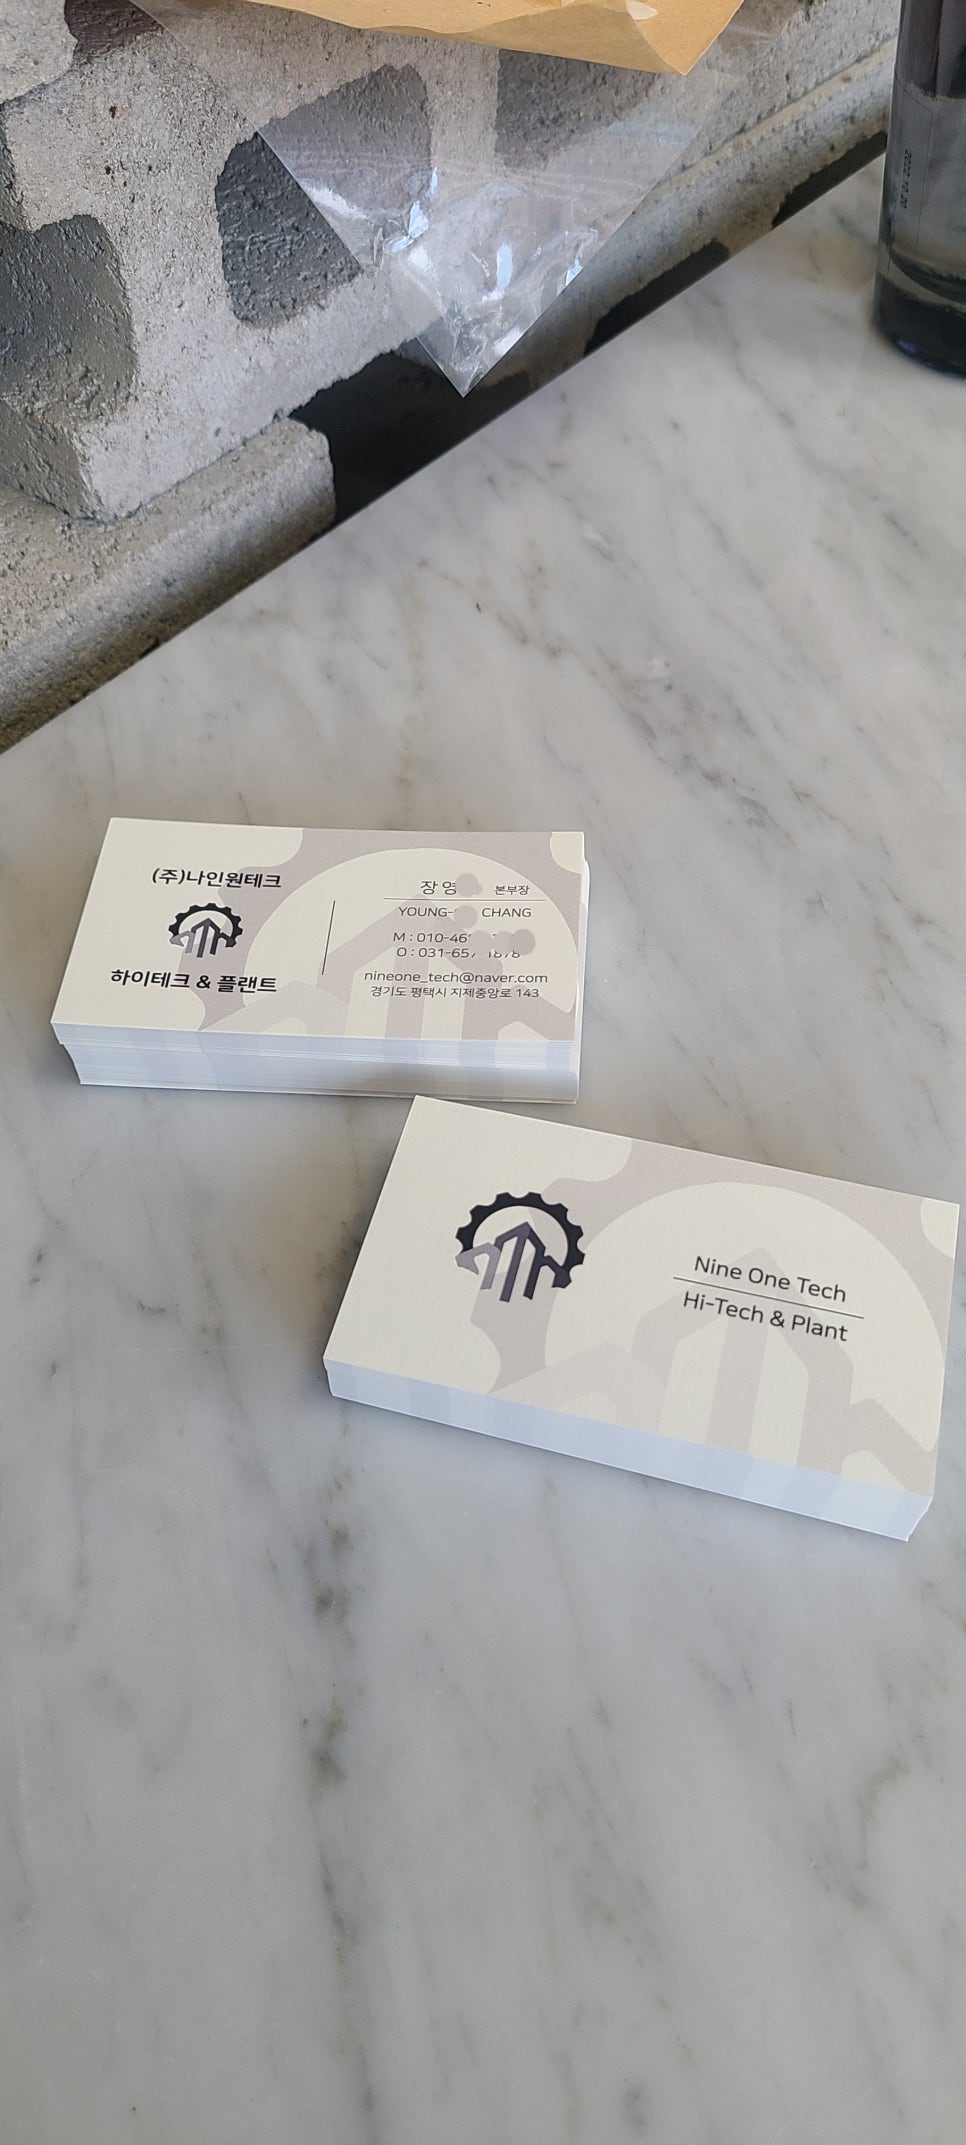 (주)나인원테크
하이테크 & 플랜트
장 영 본부장
YOUNG- CHANG
M : 010-46
O : 031-65
nineone_tech@naver.com
경기도 평택시 지제중앙로 143
Nine One Tech
Hi-Tech & Plant